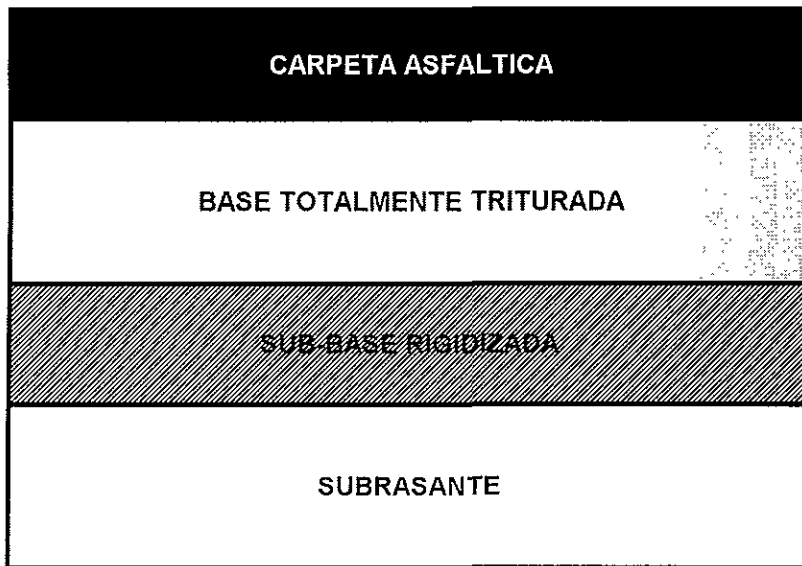 CARPETA ASFALTICA
BASE TOTALMENTE TRITURADA
SUB-BASE RIGIDIZADA
SUBRASANTE